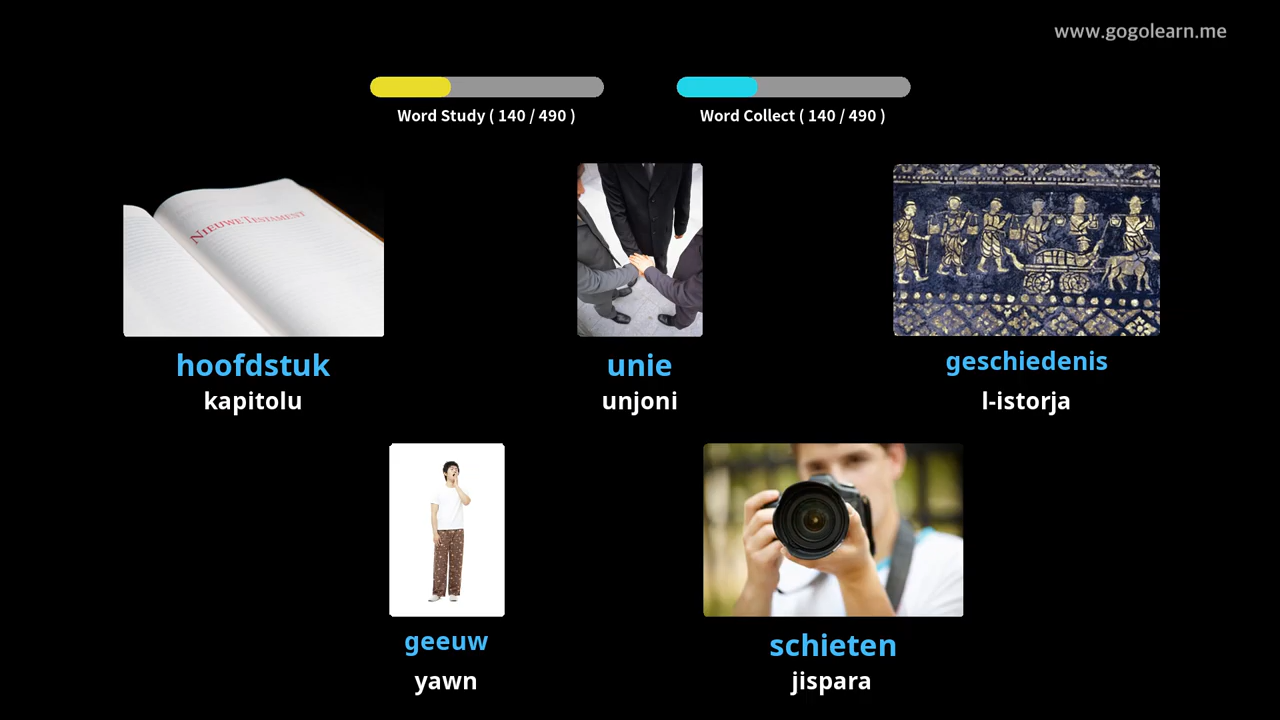 www.gogolearn.me
Word Study ( 140 / 490 )
Word Collect ( 140 / 490 )
NIEUWE TESTAMENT
hoofdstuk
kapitolu
unie
unjoni
geschiedenis
l-istorja
geeuw
yawn
schieten
jispara